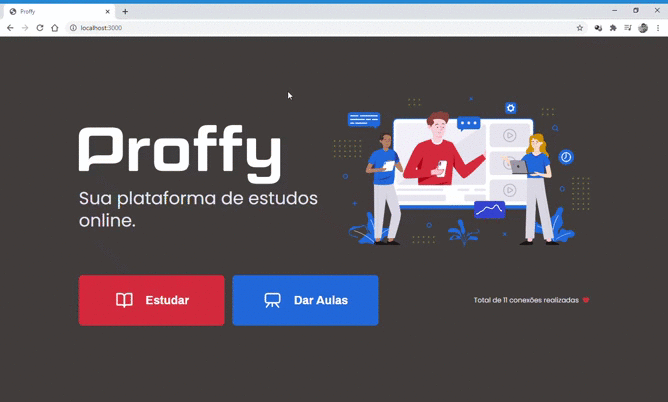 Proffy
localhost:3000
Proffy
Sua plataforma de estudos
online.
Estudar
Dar Aulas
Total de 11 conexões realizadas